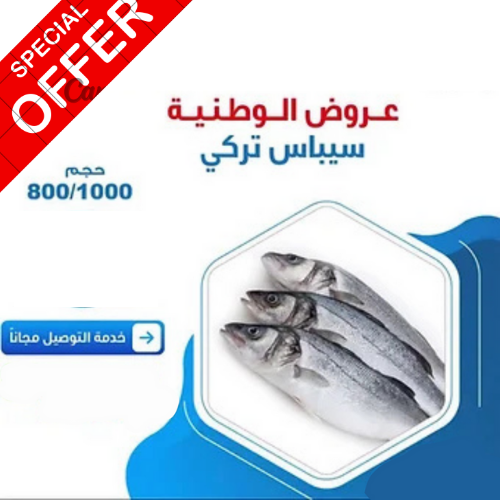 SPECIAL
OFFER
عروض الوطنية
سيباس تركي
حجم
800/1000
خدمة التوصيل مجاناً